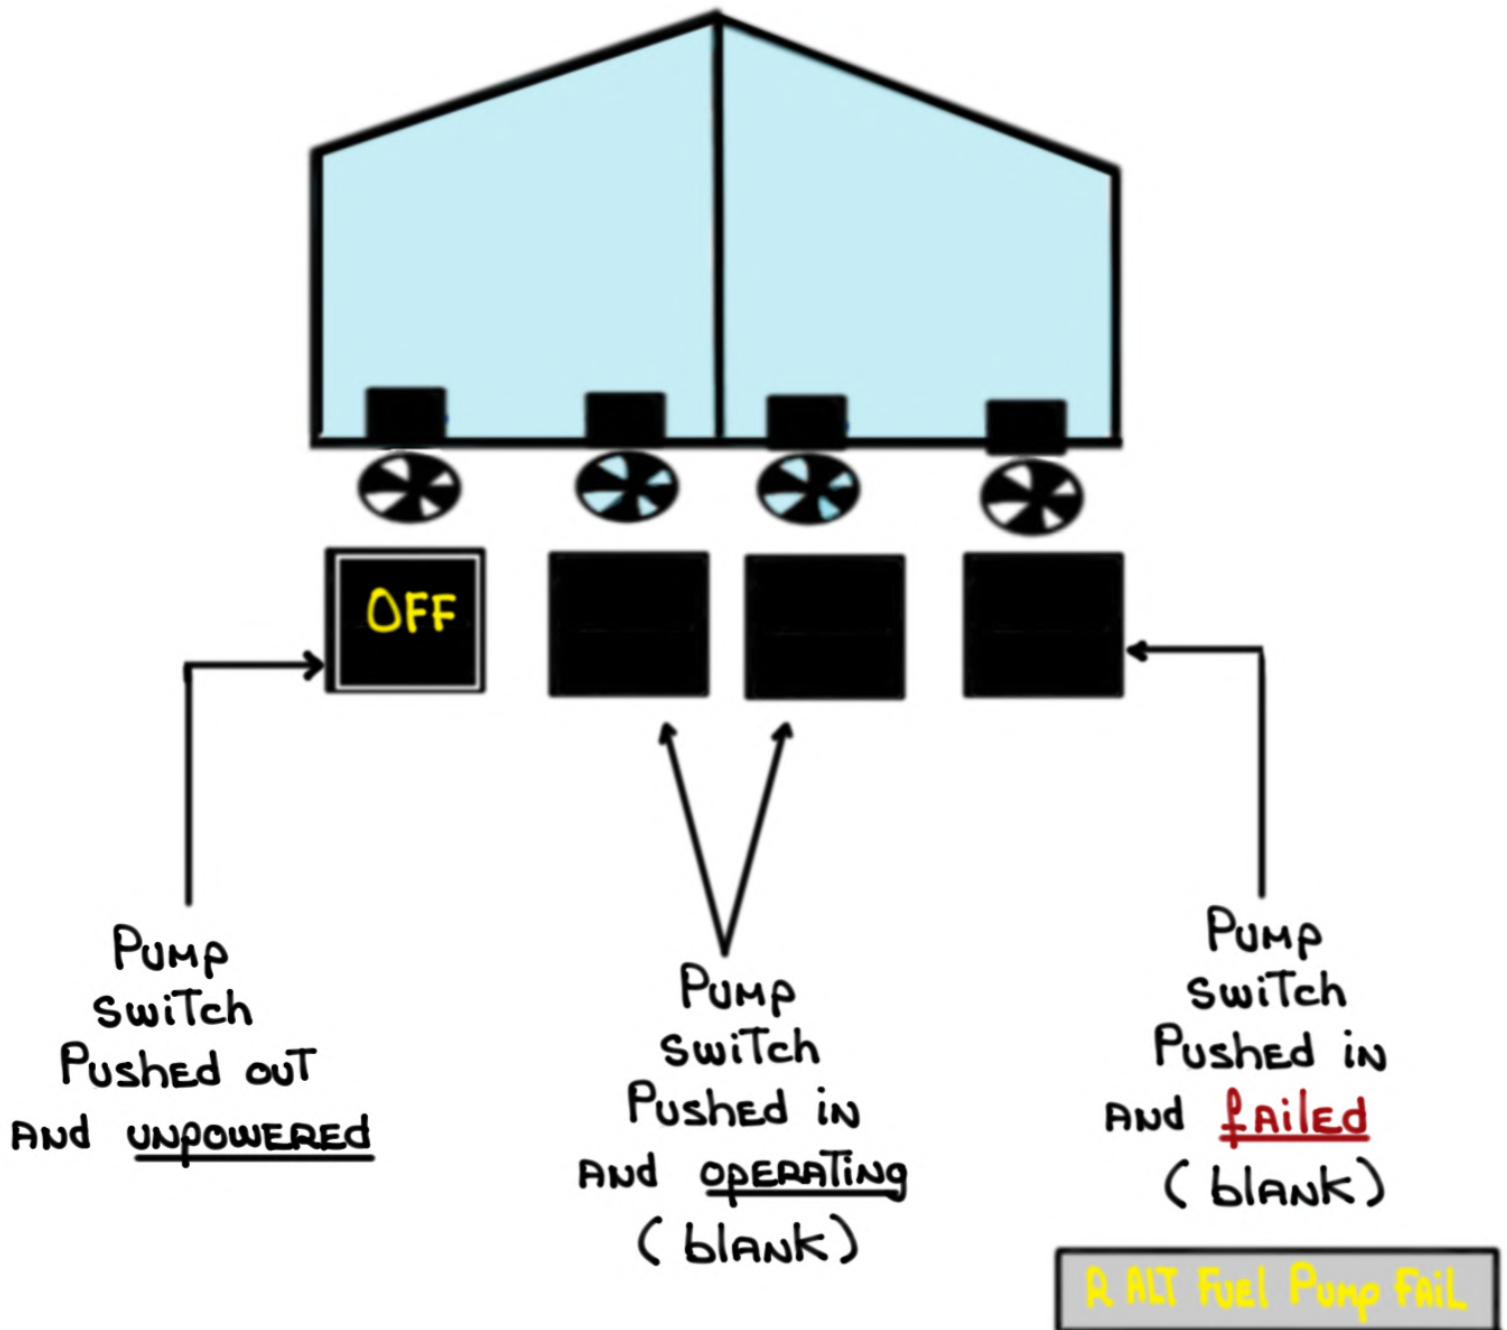 OFF
Pump
Switch
Pushed out
And unpowered
Pump
Switch
Pushed in
And operating
(blank)
Pump
Switch
Pushed in
And failed
(blank)
R ALT Fuel Pump Fail